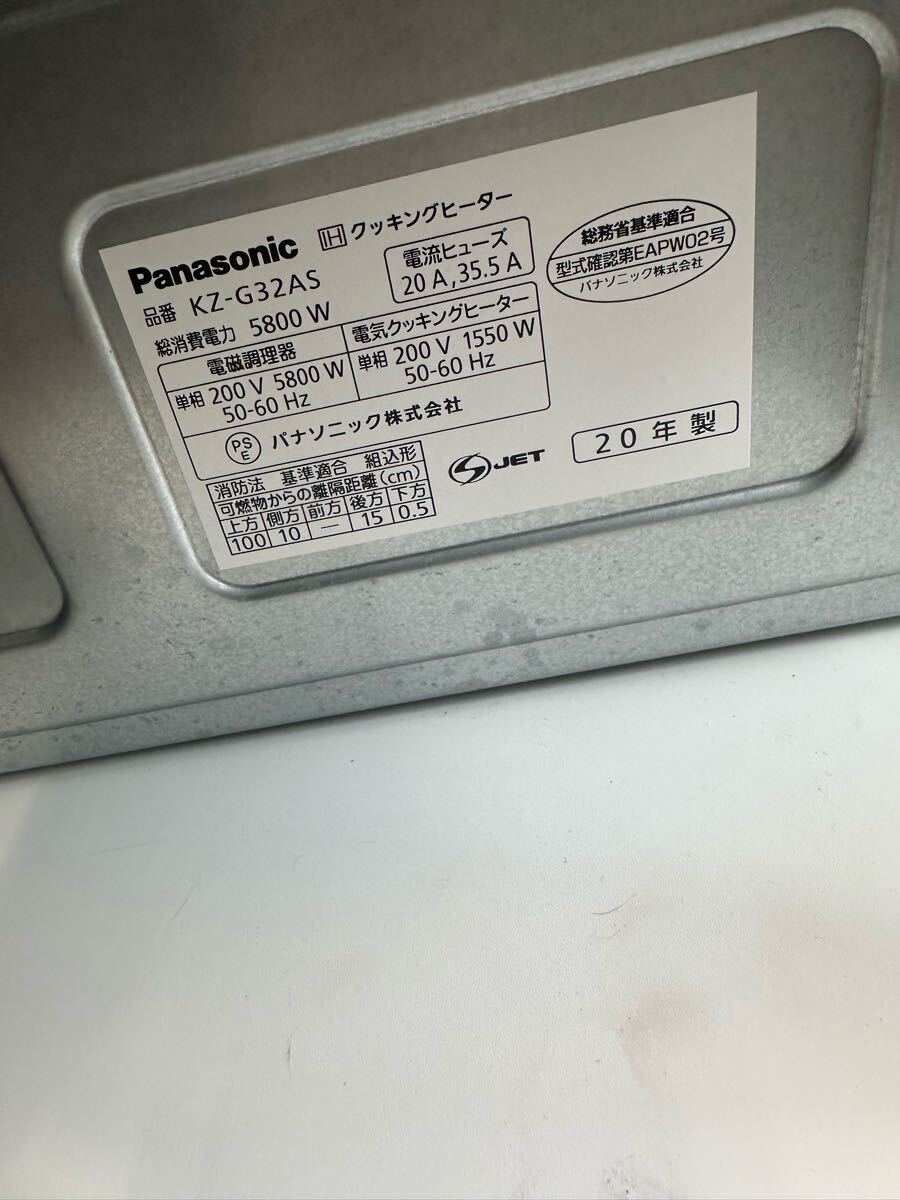 Panasonic IH クッキングヒーター
品番 KZ-G32AS
総消費電力 5800 W
電流ヒューズ
20 A,35.5 A
総務省基準適合
型式確認第EAPW02号
パナソニック株式会社
電磁調理器
単相 200 V 5800 W
50-60 Hz
電気クッキングヒーター
単相 200 V 1550 W
50-60 Hz
PSE パナソニック株式会社
消防法 基準適合 組込形
可燃物からの離隔距離(cm)
上方 側方 前方 後方 下方
100 10 — 15 0.5
S JET
20年製